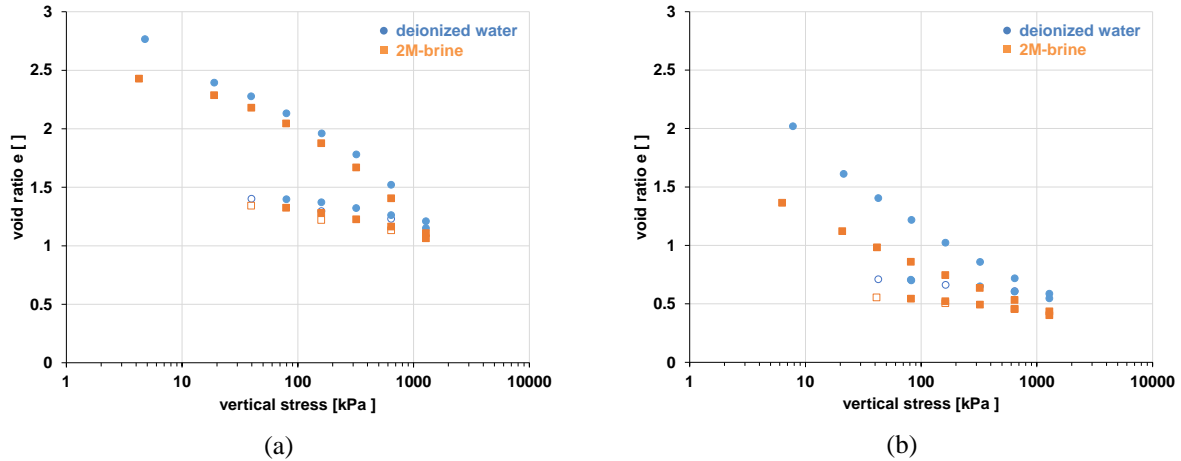 3
2.5
2
1.5
1
0.5
0
void ratio e [ ]
deionized water
2M-brine
1 10 100 1000 10000
vertical stress [kPa ]
(a)
3
2.5
2
1.5
1
0.5
0
void ratio e [ ]
deionized water
2M-brine
1 10 100 1000 10000
vertical stress [kPa ]
(b)